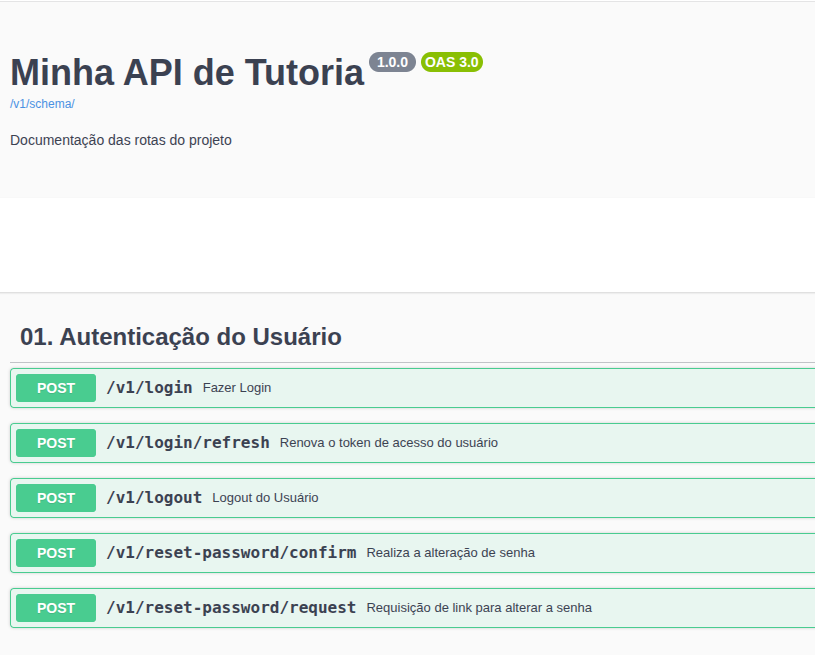 Minha API de Tutoria 1.0.0 OAS 3.0
/v1/schema/
Documentação das rotas do projeto
01. Autenticação do Usuário
POST /v1/login Fazer Login
POST /v1/login/refresh Renova o token de acesso do usuário
POST /v1/logout Logout do Usuário
POST /v1/reset-password/confirm Realiza a alteração de senha
POST /v1/reset-password/request Requisição de link para alterar a senha